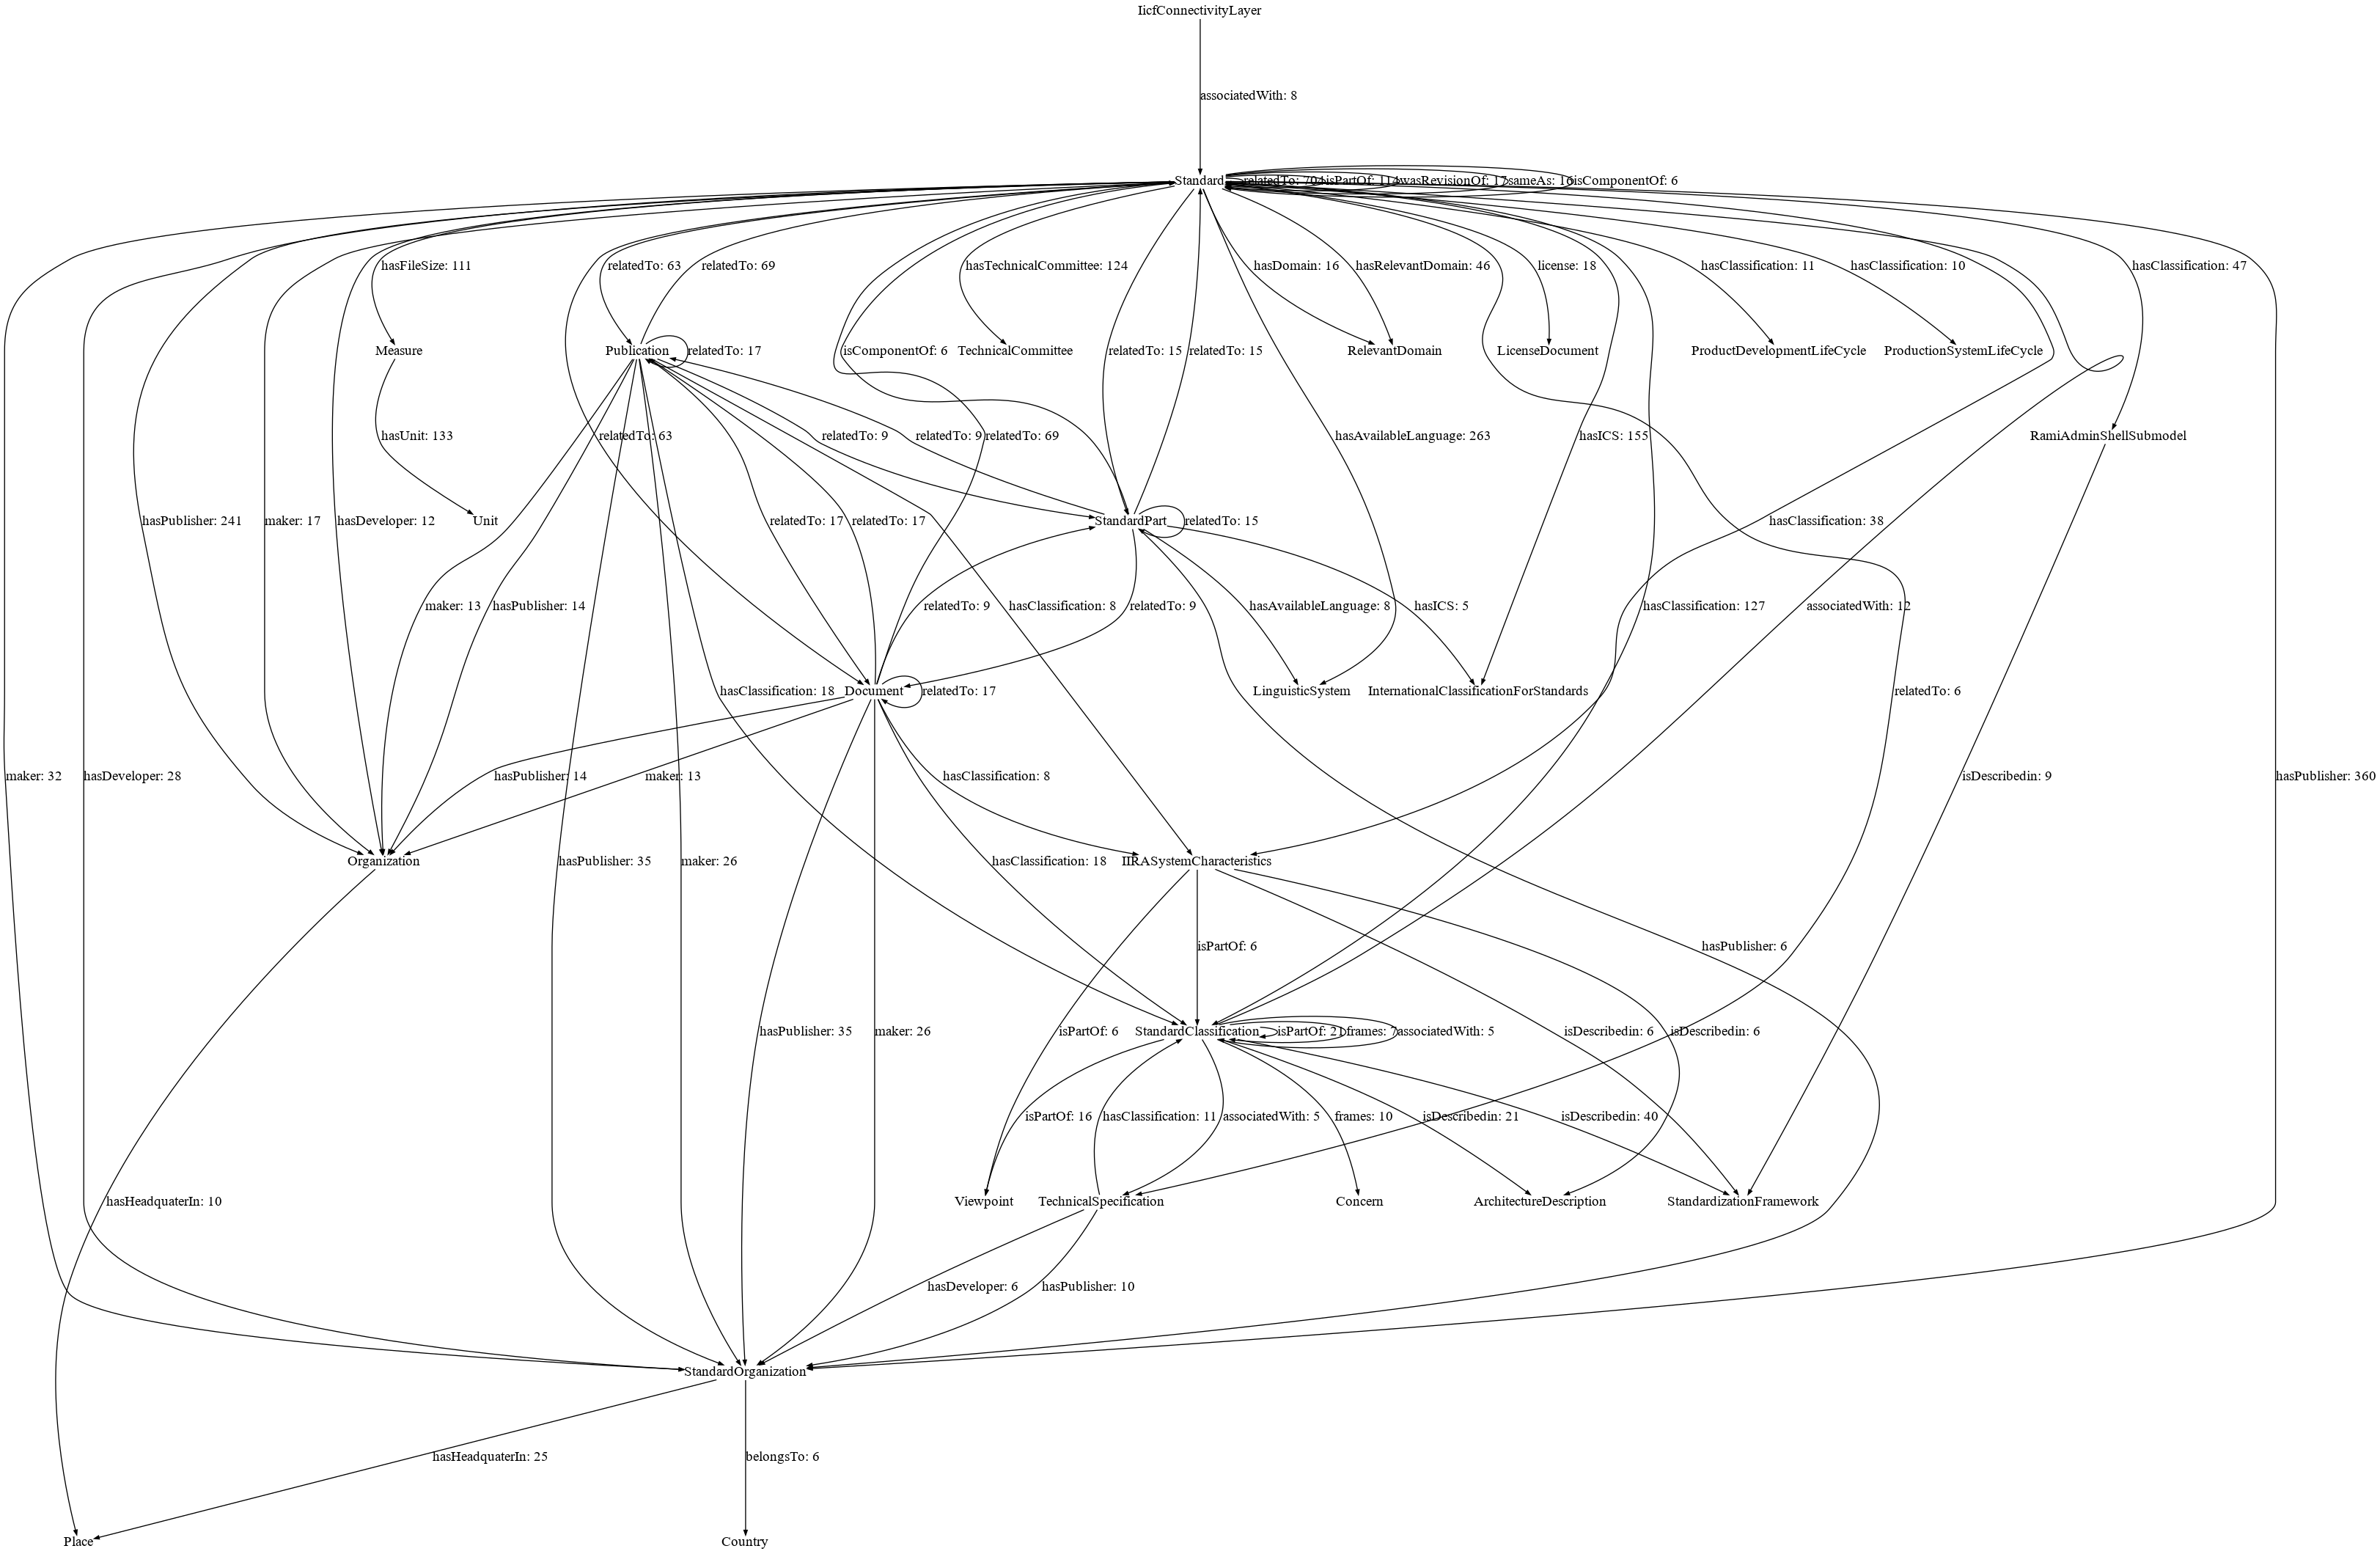 IicfConnectivityLayer
associatedWith: 8
Standard
relatedTo: 704
isPartOf: 114
wasRevisionOf: 17
sameAs: 16
isComponentOf: 6
hasFileSize: 111
relatedTo: 63
relatedTo: 69
hasTechnicalCommittee: 124
hasDomain: 16
hasRelevantDomain: 46
license: 18
hasClassification: 11
hasClassification: 10
hasClassification: 47
Measure
Publication
relatedTo: 17
isComponentOf: 6
TechnicalCommittee
relatedTo: 15
relatedTo: 15
RelevantDomain
LicenseDocument
ProductDevelopmentLifeCycle
ProductionSystemLifeCycle
hasUnit: 133
relatedTo: 63
relatedTo: 9
relatedTo: 9
relatedTo: 69
hasAvailableLanguage: 263
hasICS: 155
RamiAdminShellSubmodel
hasPublisher: 241
maker: 17
hasDeveloper: 12
Unit
relatedTo: 17
relatedTo: 17
StandardPart
relatedTo: 15
hasClassification: 38
maker: 13
hasPublisher: 14
relatedTo: 9
hasClassification: 8
relatedTo: 9
hasAvailableLanguage: 8
hasICS: 5
hasClassification: 127
associatedWith: 12
hasClassification: 18
Document
relatedTo: 17
LinguisticSystem
InternationalClassificationForStandards
relatedTo: 6
maker: 32
hasDeveloper: 28
hasPublisher: 14
maker: 13
hasClassification: 8
isDescribedin: 9
hasPublisher: 360
Organization
hasPublisher: 35
maker: 26
hasClassification: 18
IIRASystemCharacteristics
isPartOf: 6
hasPublisher: 6
hasPublisher: 35
maker: 26
isPartOf: 6
StandardClassification
isPartOf: 21
frames: 7
associatedWith: 5
isDescribedin: 6
isDescribedin: 6
isPartOf: 16
hasClassification: 11
associatedWith: 5
frames: 10
isDescribedin: 21
isDescribedin: 40
hasHeadquaterIn: 10
Viewpoint
TechnicalSpecification
Concern
ArchitectureDescription
StandardizationFramework
hasDeveloper: 6
hasPublisher: 10
StandardOrganization
hasHeadquaterIn: 25
belongsTo: 6
Place
Country